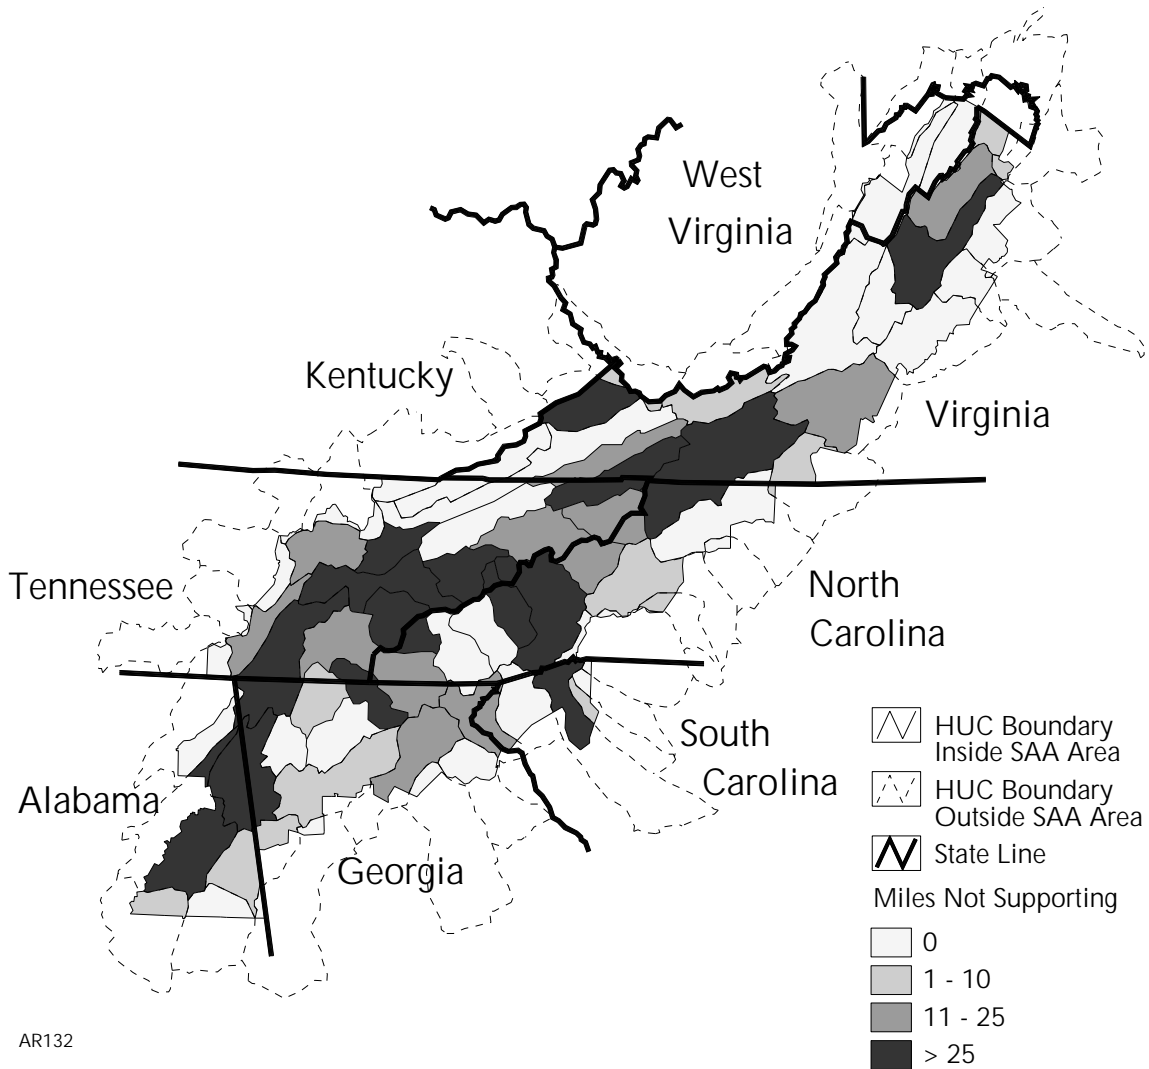 West
Virginia
Kentucky
Virginia
Tennessee
North
Carolina
South
Carolina
Alabama
Georgia
HUC Boundary
Inside SAA Area
HUC Boundary
Outside SAA Area
State Line
Miles Not Supporting
0
1 - 10
11 - 25
> 25
AR132